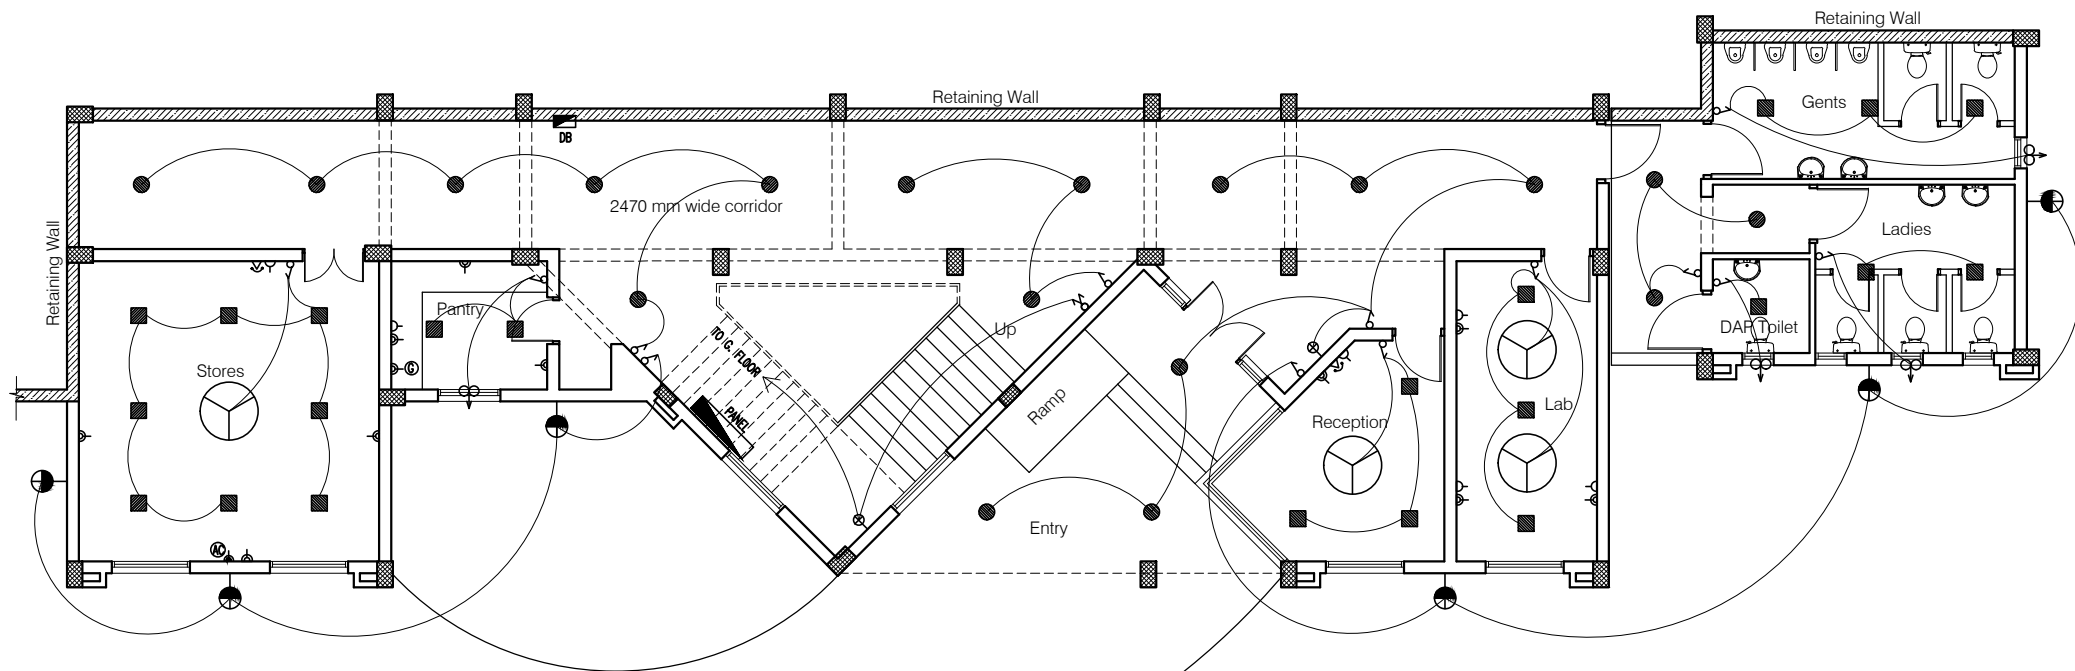 Retaining Wall
Retaining Wall
Gents
DB
2470 mm wide corridor
Retaining Wall
Ladies
Pantry
Up
DAP Toilet
TO G. FLOOR
Stores
G
PANEL
Ramp
Reception
Lab
Entry
AC